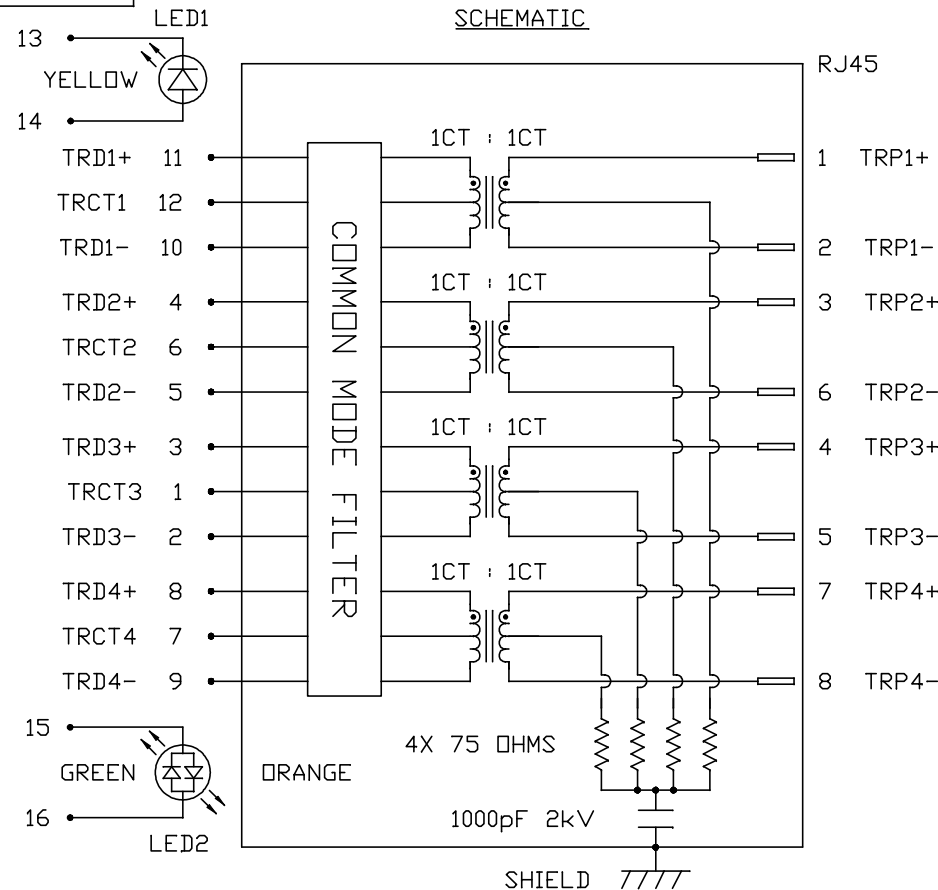 SCHEMATIC
LED1
13
YELLOW
14
RJ45
1CT : 1CT
TRD1+ 11
1 TRP1+
TRCT1 12
TRD1- 10
2 TRP1-
1CT : 1CT
TRD2+ 4
3 TRP2+
TRCT2 6
TRD2- 5
6 TRP2-
1CT : 1CT
TRD3+ 3
4 TRP3+
TRCT3 1
TRD3- 2
5 TRP3-
1CT : 1CT
TRD4+ 8
7 TRP4+
TRCT4 7
TRD4- 9
8 TRP4-
COMMON MODE FILTER
15
GREEN
ORANGE
16
LED2
4X 75 OHMS
1000pF 2kV
SHIELD